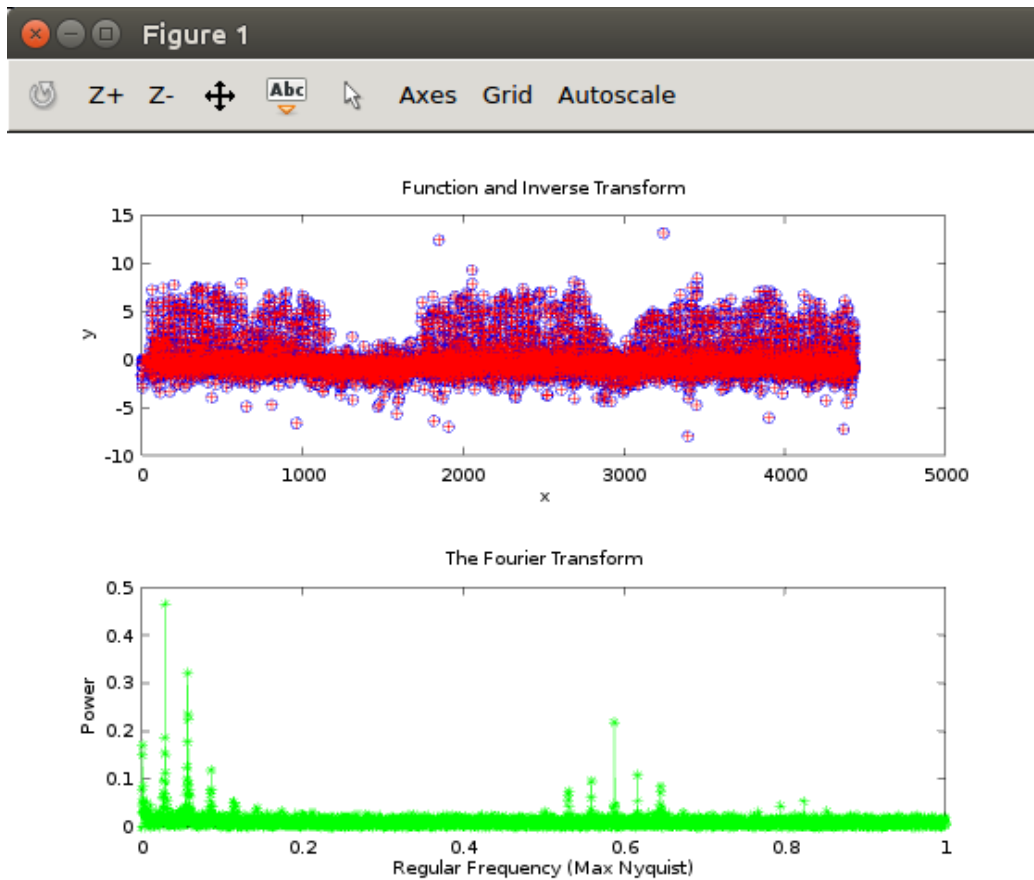 Figure 1
Z+ Z- Abc Axes Grid Autoscale
Function and Inverse Transform
15
10
5
0
-5
-10
y
0 1000 2000 3000 4000 5000
x
The Fourier Transform
0.5
0.4
0.3
0.2
0.1
0
Power
0 0.2 0.4 0.6 0.8 1
Regular Frequency (Max Nyquist)